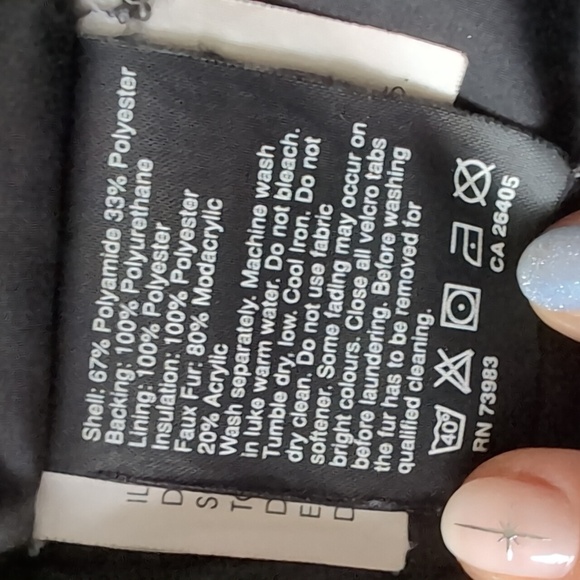 Shell: 67% Polyamide 33% Polyester
Backing: 100% Polyurethane
Lining: 100% Polyester
Insulation: 100% Polyester
Faux Fur: 80% Modacrylic
20% Acrylic
Wash separately. Machine wash
in luke warm water. Do not bleach.
Tumble dry, low. Cool Iron. Do not
dry clean. Do not use fabric
softener. Some fading may occur on
bright colours. Close all velcro tabs
before laundering. Before washing
the fur has to be removed for
qualified cleaning.
40°
RN 73983 CA 26405